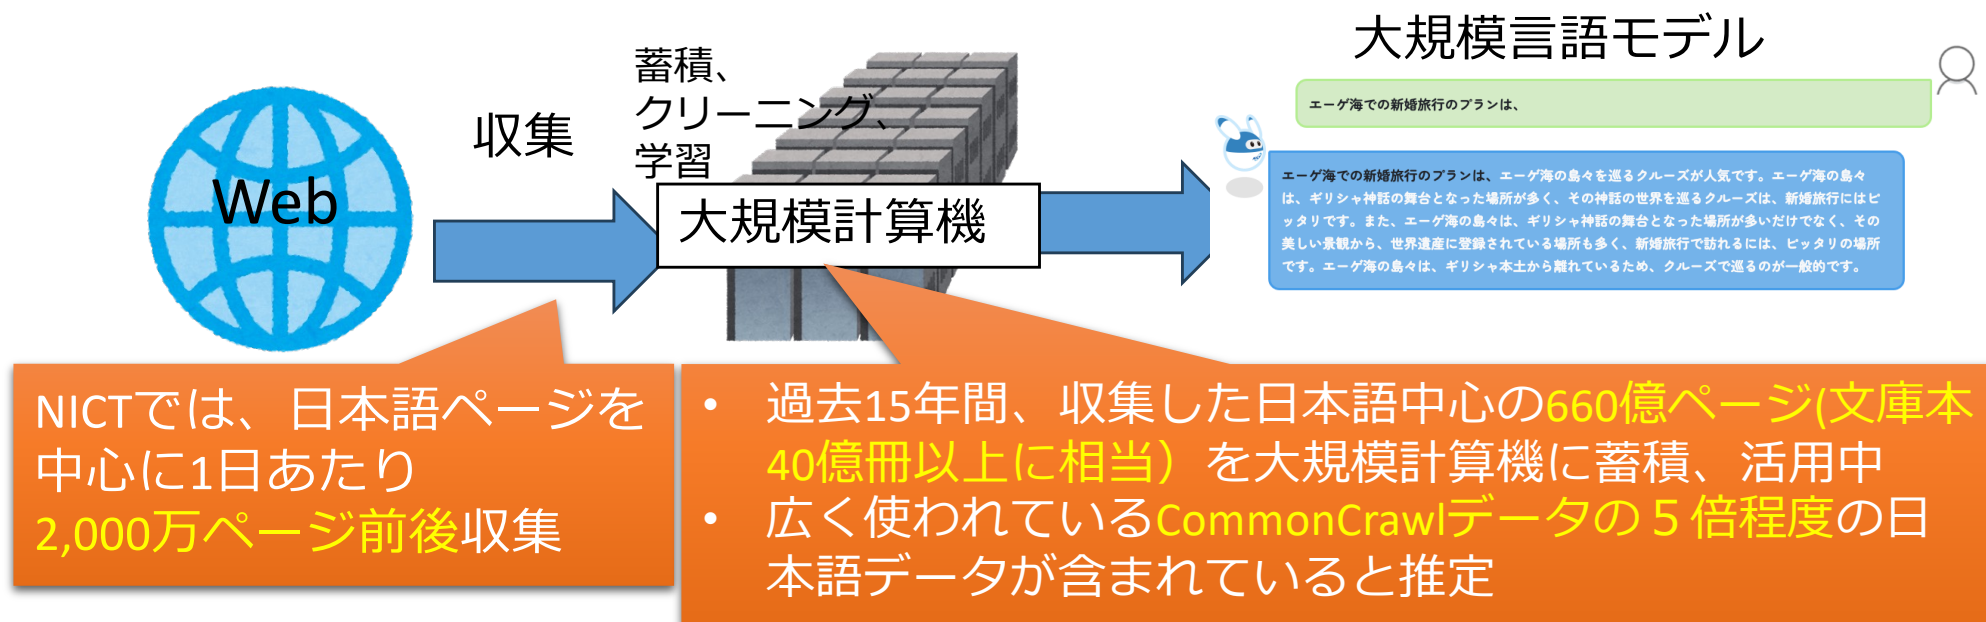 大規模言語モデル
エーゲ海での新婚旅行のプランは、
エーゲ海での新婚旅行のプランは、エーゲ海の島々を巡るクルーズが人気です。エーゲ海の島々
は、ギリシャ神話の舞台となった場所が多く、その神話の世界を巡るクルーズは、新婚旅行にはピ
ッタリです。また、エーゲ海の島々は、ギリシャ神話の舞台となった場所が多いだけでなく、その
美しい景観から、世界遺産に登録されている場所も多く、新婚旅行で訪れるには、ピッタリの場所
です。エーゲ海の島々は、ギリシャ本土から離れているため、クルーズで巡るのが一般的です。
Web
収集
蓄積、
クリーニング、
学習
大規模計算機
NICTでは、日本語ページを
中心に1日あたり
2,000万ページ前後収集
• 過去15年間、収集した日本語中心の660億ページ(文庫本
40億冊以上に相当）を大規模計算機に蓄積、活用中
• 広く使われているCommonCrawlデータの５倍程度の日
本語データが含まれていると推定